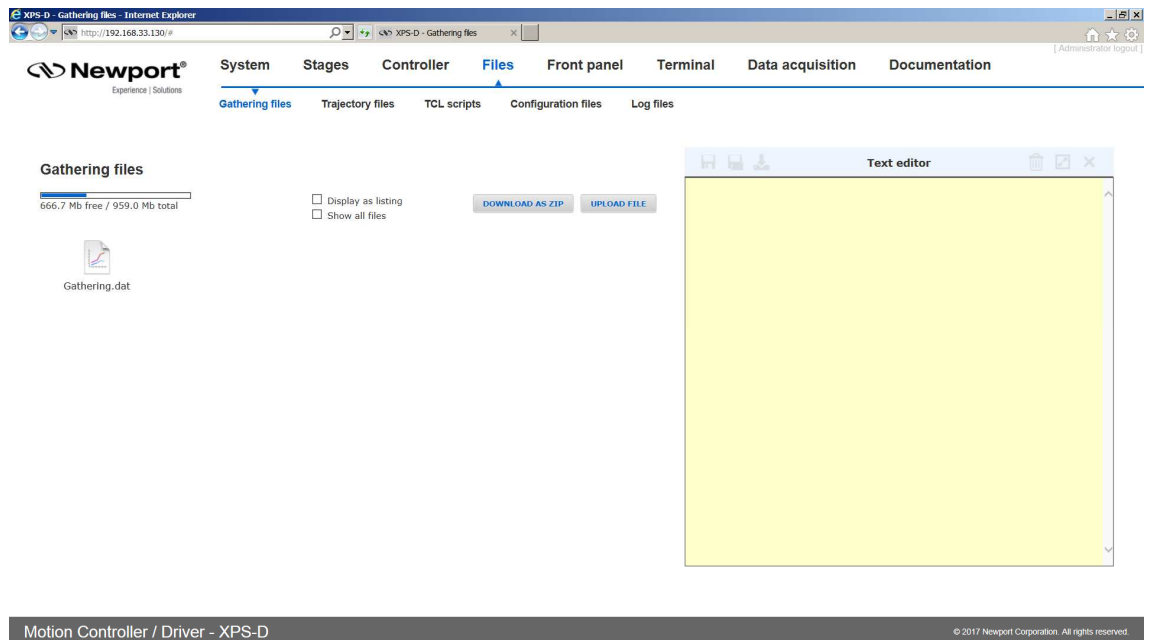 XPS-D - Gathering files - Internet Explorer
http://192.168.33.130/# XPS-D - Gathering files
[ Administrator logout ]
Newport®
Experience | Solutions
System Stages Controller Files Front panel Terminal Data acquisition Documentation
Gathering files Trajectory files TCL scripts Configuration files Log files
Gathering files
666.7 Mb free / 959.0 Mb total
Display as listing
Show all files
DOWNLOAD AS ZIP UPLOAD FILE
Gathering.dat
Text editor
Motion Controller / Driver - XPS-D
© 2017 Newport Corporation. All rights reserved.